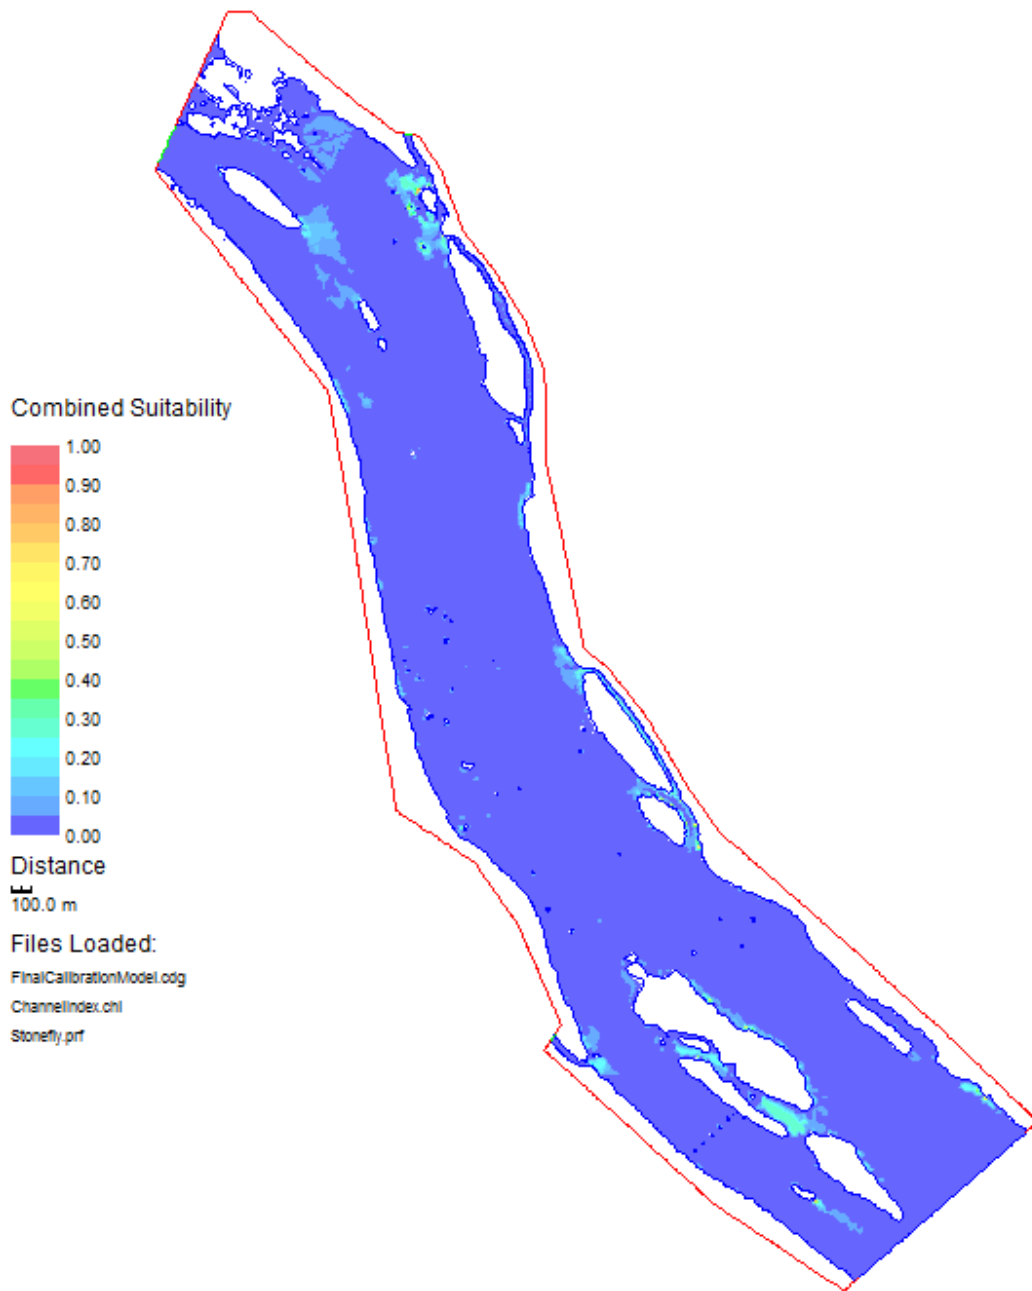 Combined Suitability
1.00
0.90
0.80
0.70
0.60
0.50
0.40
0.30
0.20
0.10
0.00
Distance
100.0 m
Files Loaded:
FinalCalibrationModel.cdg
ChannelIndex.chi
Stonefly.prf